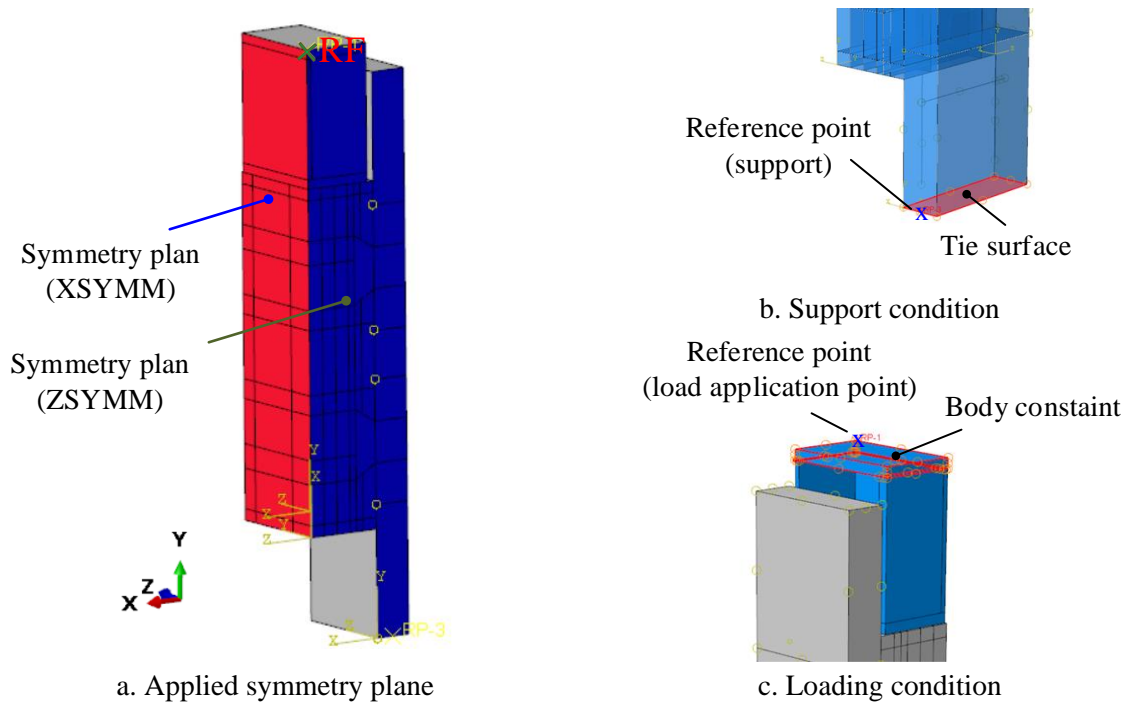 RF
Symmetry plan
(XSYMM)
Symmetry plan
(ZSYMM)
Y
X
Z
X
Y
Z
Y
Z
X
Y
Z
X
RP-3
a. Applied symmetry plane
Reference point
(support)
X
Tie surface
b. Support condition
Reference point
(load application point)
Body constaint
X
RP-1
c. Loading condition